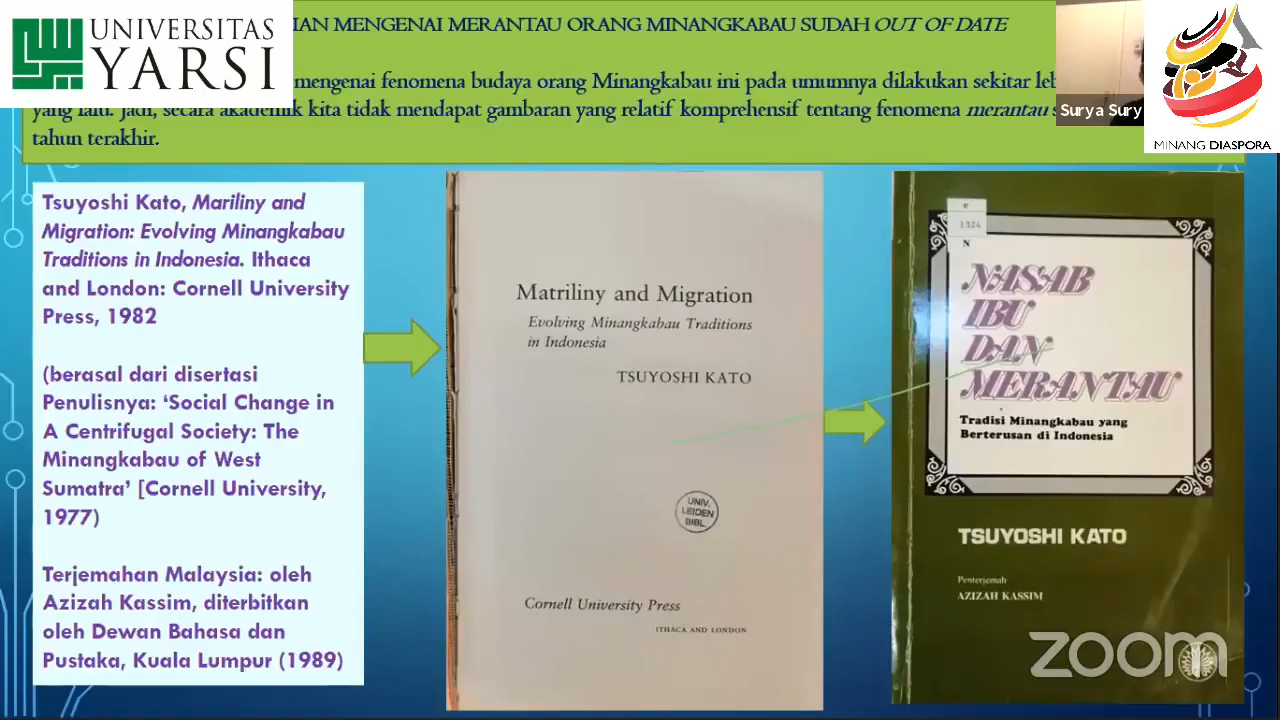 UNIVERSITAS
YARSI
IAN MENGENAI MERANTAU ORANG MINANGKABAU SUDAH OUT OF DATE
mengenai fenomena budaya orang Minangkabau ini pada umumnya dilakukan sekitar
yang lalu. Jadi, secara akademik kita tidak mendapat gambaran yang relatif komprehensif tentang fenomena merantau
tahun terakhir.
Surya Sury
MINANG DIASPORA
Tsuyoshi Kato, Mariliny and
Migration: Evolving Minangkabau
Traditions in Indonesia. Ithaca
and London: Cornell University
Press, 1982
(berasal dari disertasi
Penulisnya: ‘Social Change in
A Centrifugal Society: The
Minangkabau of West
Sumatra’ [Cornell University,
1977)
Terjemahan Malaysia: oleh
Azizah Kassim, diterbitkan
oleh Dewan Bahasa dan
Pustaka, Kuala Lumpur (1989)
Matriliny and Migration
Evolving Minangkabau Traditions
in Indonesia
TSUYOSHI KATO
UNIV.
LEIDEN
BIBL.
Cornell University Press
ITHACA AND LONDON
1324
N
NASAB
IBU
DAN
MERANTAU
Tradisi Minangkabau yang
Berterusan di Indonesia
TSUYOSHI KATO
Penterjemah
AZIZAH KASSIM
zoom